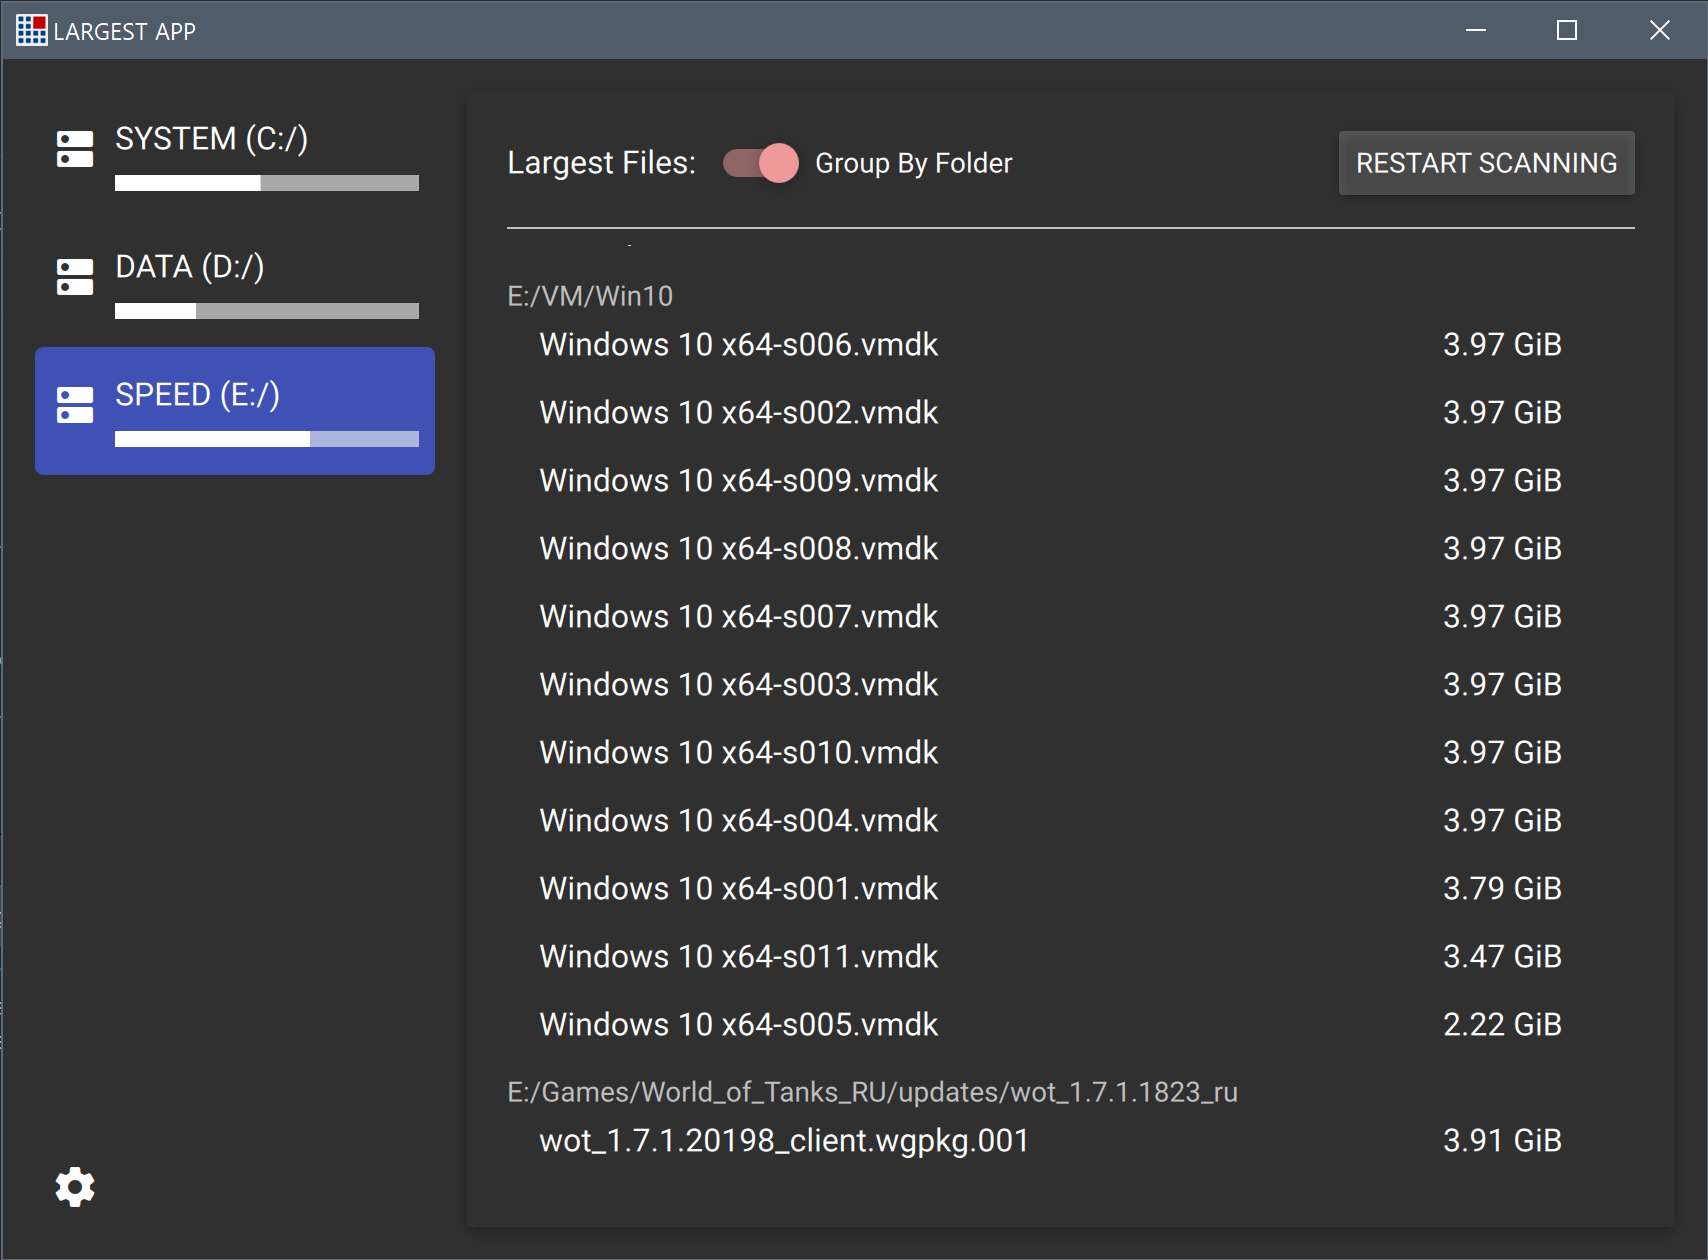 LARGEST APP
SYSTEM (C:/)
DATA (D:/)
SPEED (E:/)
Largest Files:
Group By Folder
RESTART SCANNING
E:/VM/Win10
Windows 10 x64-s006.vmdk 3.97 GiB
Windows 10 x64-s002.vmdk 3.97 GiB
Windows 10 x64-s009.vmdk 3.97 GiB
Windows 10 x64-s008.vmdk 3.97 GiB
Windows 10 x64-s007.vmdk 3.97 GiB
Windows 10 x64-s003.vmdk 3.97 GiB
Windows 10 x64-s010.vmdk 3.97 GiB
Windows 10 x64-s004.vmdk 3.97 GiB
Windows 10 x64-s001.vmdk 3.79 GiB
Windows 10 x64-s011.vmdk 3.47 GiB
Windows 10 x64-s005.vmdk 2.22 GiB
E:/Games/World_of_Tanks_RU/updates/wot_1.7.1.1823_ru
wot_1.7.1.20198_client.wgpkg.001 3.91 GiB